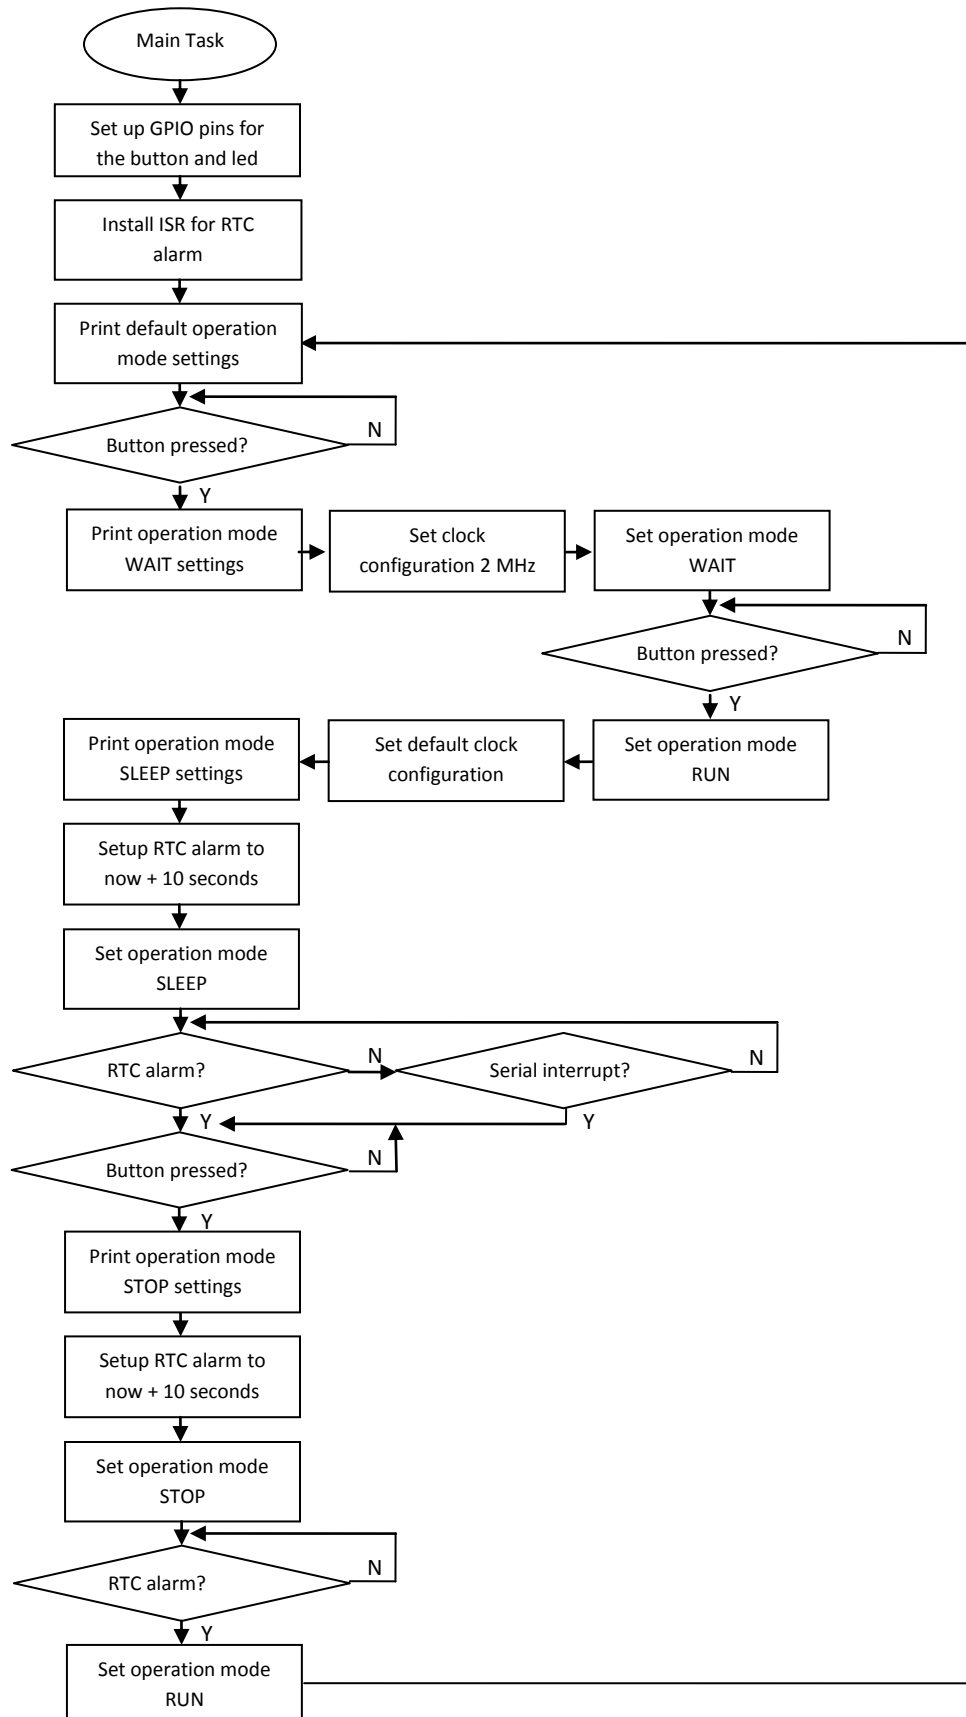 Main Task
Set up GPIO pins for
the button and led
Install ISR for RTC
alarm
Print default operation
mode settings
Button pressed?
N
Y
Print operation mode
WAIT settings
Set clock
configuration 2 MHz
Set operation mode
WAIT
Button pressed?
N
Y
Set operation mode
RUN
Set default clock
configuration
Print operation mode
SLEEP settings
Setup RTC alarm to
now + 10 seconds
Set operation mode
SLEEP
RTC alarm?
N
Serial interrupt?
N
Y
Y
Button pressed?
N
Y
Print operation mode
STOP settings
Setup RTC alarm to
now + 10 seconds
Set operation mode
STOP
RTC alarm?
N
Y
Set operation mode
RUN